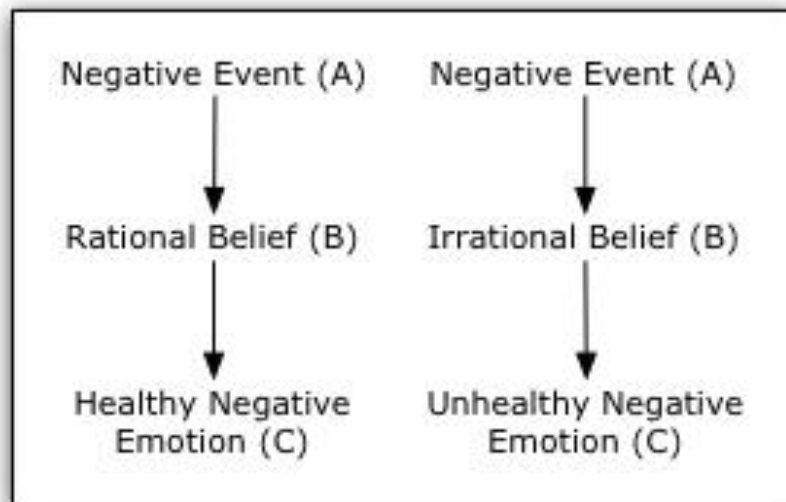 Negative Event (A)
Rational Belief (B)
Healthy Negative
Emotion (C)
Negative Event (A)
Irrational Belief (B)
Unhealthy Negative
Emotion (C)